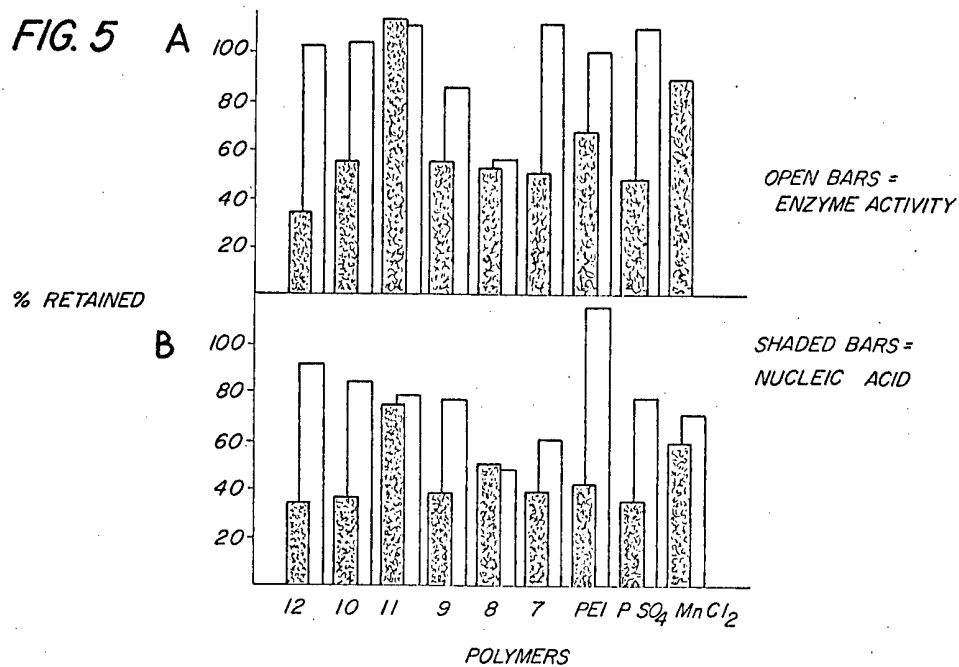 FIG. 5
A
100
80
60
40
20
OPEN BARS =
ENZYME ACTIVITY
% RETAINED
B
100
80
60
40
20
SHADED BARS =
NUCLEIC ACID
12 10 11 9 8 7 PEI P SO4 MnCl2
POLYMERS